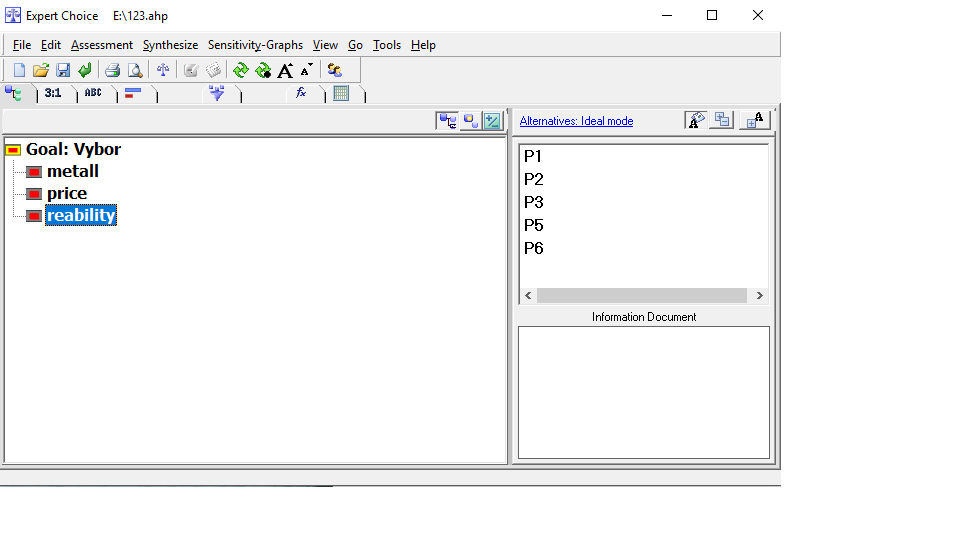 Expert Choice E:\123.ahp
File Edit Assessment Synthesize Sensitivity-Graphs View Go Tools Help
A A
3:1 ABC fx
Alternatives: Ideal mode
A A
Goal: Vybor
metall
price
reability
P1
P2
P3
P5
P6
Information Document